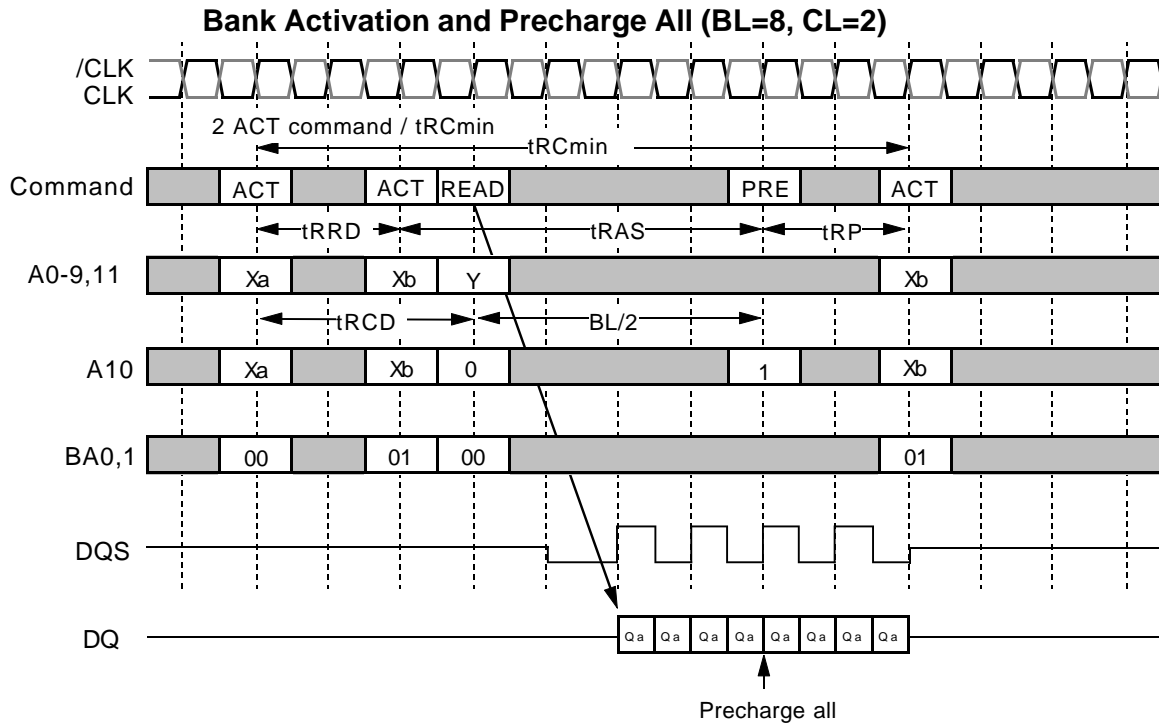 Bank Activation and Precharge All (BL=8, CL=2)
/CLK
CLK
2 ACT command / tRCmin
tRCmin
Command
ACT
ACT
READ
PRE
ACT
tRRD
tRAS
tRP
A0-9,11
Xa
Xb
Y
Xb
tRCD
BL/2
A10
Xa
Xb
0
1
Xb
BA0,1
00
01
00
01
DQS
DQ
Qa
Qa
Qa
Qa
Qa
Qa
Qa
Qa
Precharge all